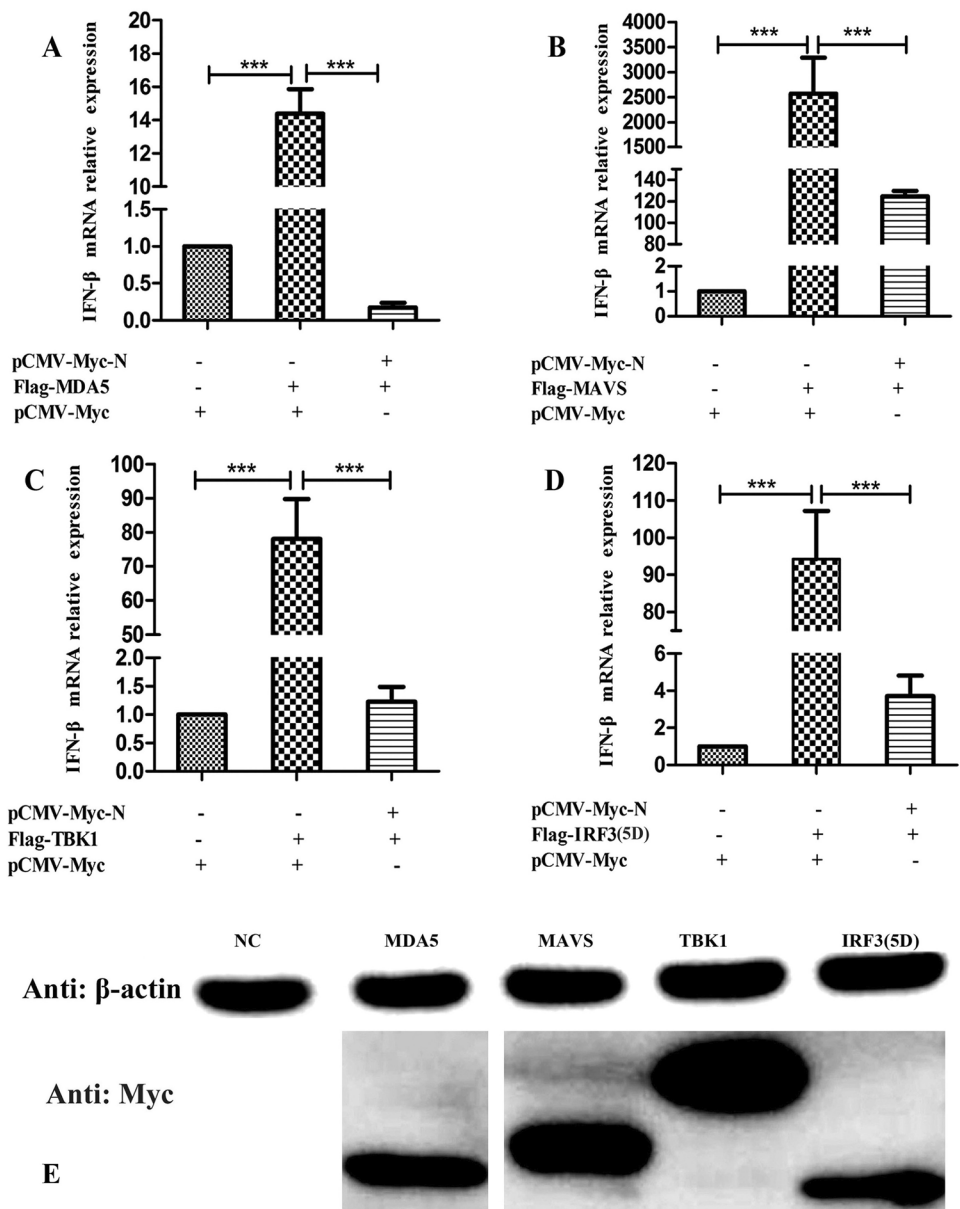 A
IFN-β mRNA relative expression
20
18
16
14
12
10
1.5
1.0
0.5
0.0
*** ***
pCMV-Myc-N - - +
Flag-MDA5 - + +
pCMV-Myc + + -
B
IFN-β mRNA relative expression
4000
3500
3000
2500
2000
1500
140
120
100
80
2
1
0
*** ***
pCMV-Myc-N - - +
Flag-MAVS - + +
pCMV-Myc + + -
C
IFN-β mRNA relative expression
100
90
80
70
60
50
2.0
1.5
1.0
0.5
0.0
*** ***
pCMV-Myc-N - - +
Flag-TBK1 - + +
pCMV-Myc + + -
D
IFN-β mRNA relative expression
120
110
100
90
80
6
4
2
0
*** ***
pCMV-Myc-N - - +
Flag-IRF3(5D) - + +
pCMV-Myc + + -
NC MDA5 MAVS TBK1 IRF3(5D)
Anti: β-actin
Anti: Myc
E